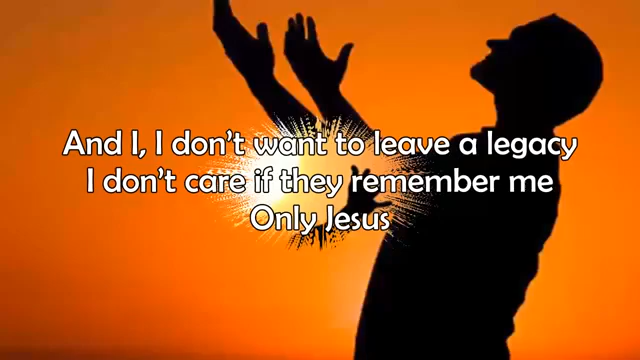 And I, I don't want to leave a legacy
I don't care if they remember me
Only Jesus